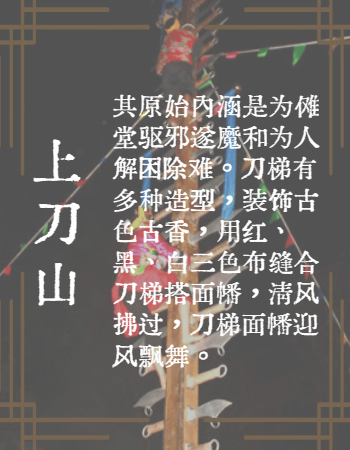 上刀山
其原始内涵是为傩
堂驱邪逐魔和为人
解困除难。刀梯有
多种造型，装饰古
色古香，用红、
黑、白三色布缝合
刀梯搭面幡，清风
拂过，刀梯面幡迎
风飘舞。